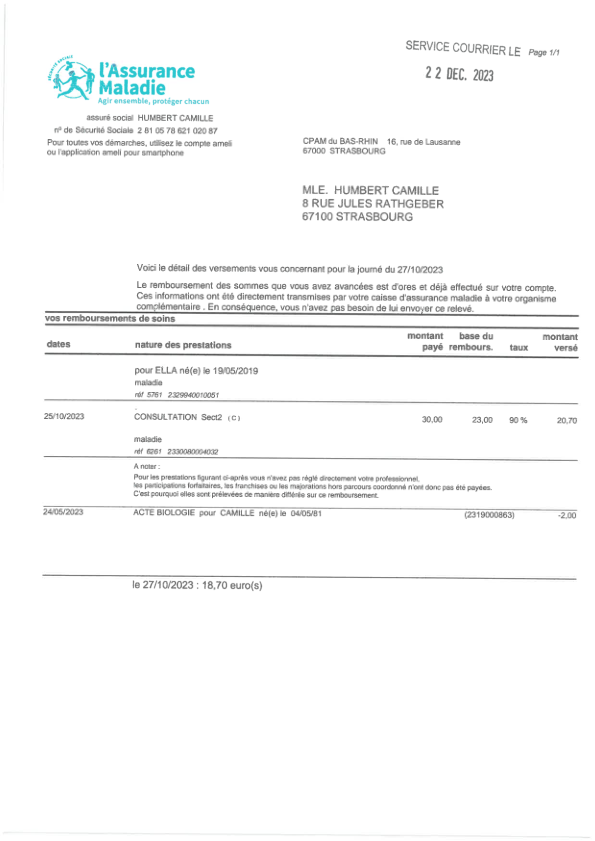 SERVICE COURRIER LE Page 1/1
22 DEC. 2023
SÉCURITÉ SOCIALE
l'Assurance
Maladie
Agir ensemble, protéger chacun
assuré social HUMBERT CAMILLE
n° de Sécurité Sociale 2 81 05 78 621 020 87
Pour toutes vos démarches, utilisez le compte ameli
ou l'application ameli pour smartphone
CPAM du BAS-RHIN 16, rue de Lausanne
67000 STRASBOURG
MLE. HUMBERT CAMILLE
8 RUE JULES RATHGEBER
67100 STRASBOURG
Voici le détail des versements vous concernant pour la journé du 27/10/2023
Le remboursement des sommes que vous avez avancées est d'ores et déjà effectué sur votre compte.
Ces informations ont été directement transmises par votre caisse d'assurance maladie à votre organisme
complémentaire . En conséquence, vous n'avez pas besoin de lui envoyer ce relevé.
vos remboursements de soins
dates nature des prestations montant payé base du rembours. taux montant versé
pour ELLA né(e) le 19/05/2019
maladie
réf 5761 2329940010051
25/10/2023 CONSULTATION Sect2 (C) 30,00 23,00 90 % 20,70
maladie
réf 6261 2330080004032
A noter :
Pour les prestations figurant ci-après vous n'avez pas réglé directement votre professionnel.
les participations forfaitaires, les franchises ou les majorations hors parcours coordonné n'ont donc pas été payées.
C'est pourquoi elles sont prélevées de manière différée sur ce remboursement.
24/05/2023 ACTE BIOLOGIE pour CAMILLE né(e) le 04/05/81 (2319000863) -2,00
le 27/10/2023 : 18,70 euro(s)